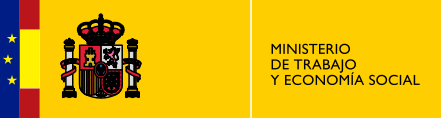 MINISTERIO
DE TRABAJO
Y ECONOMÍA SOCIAL